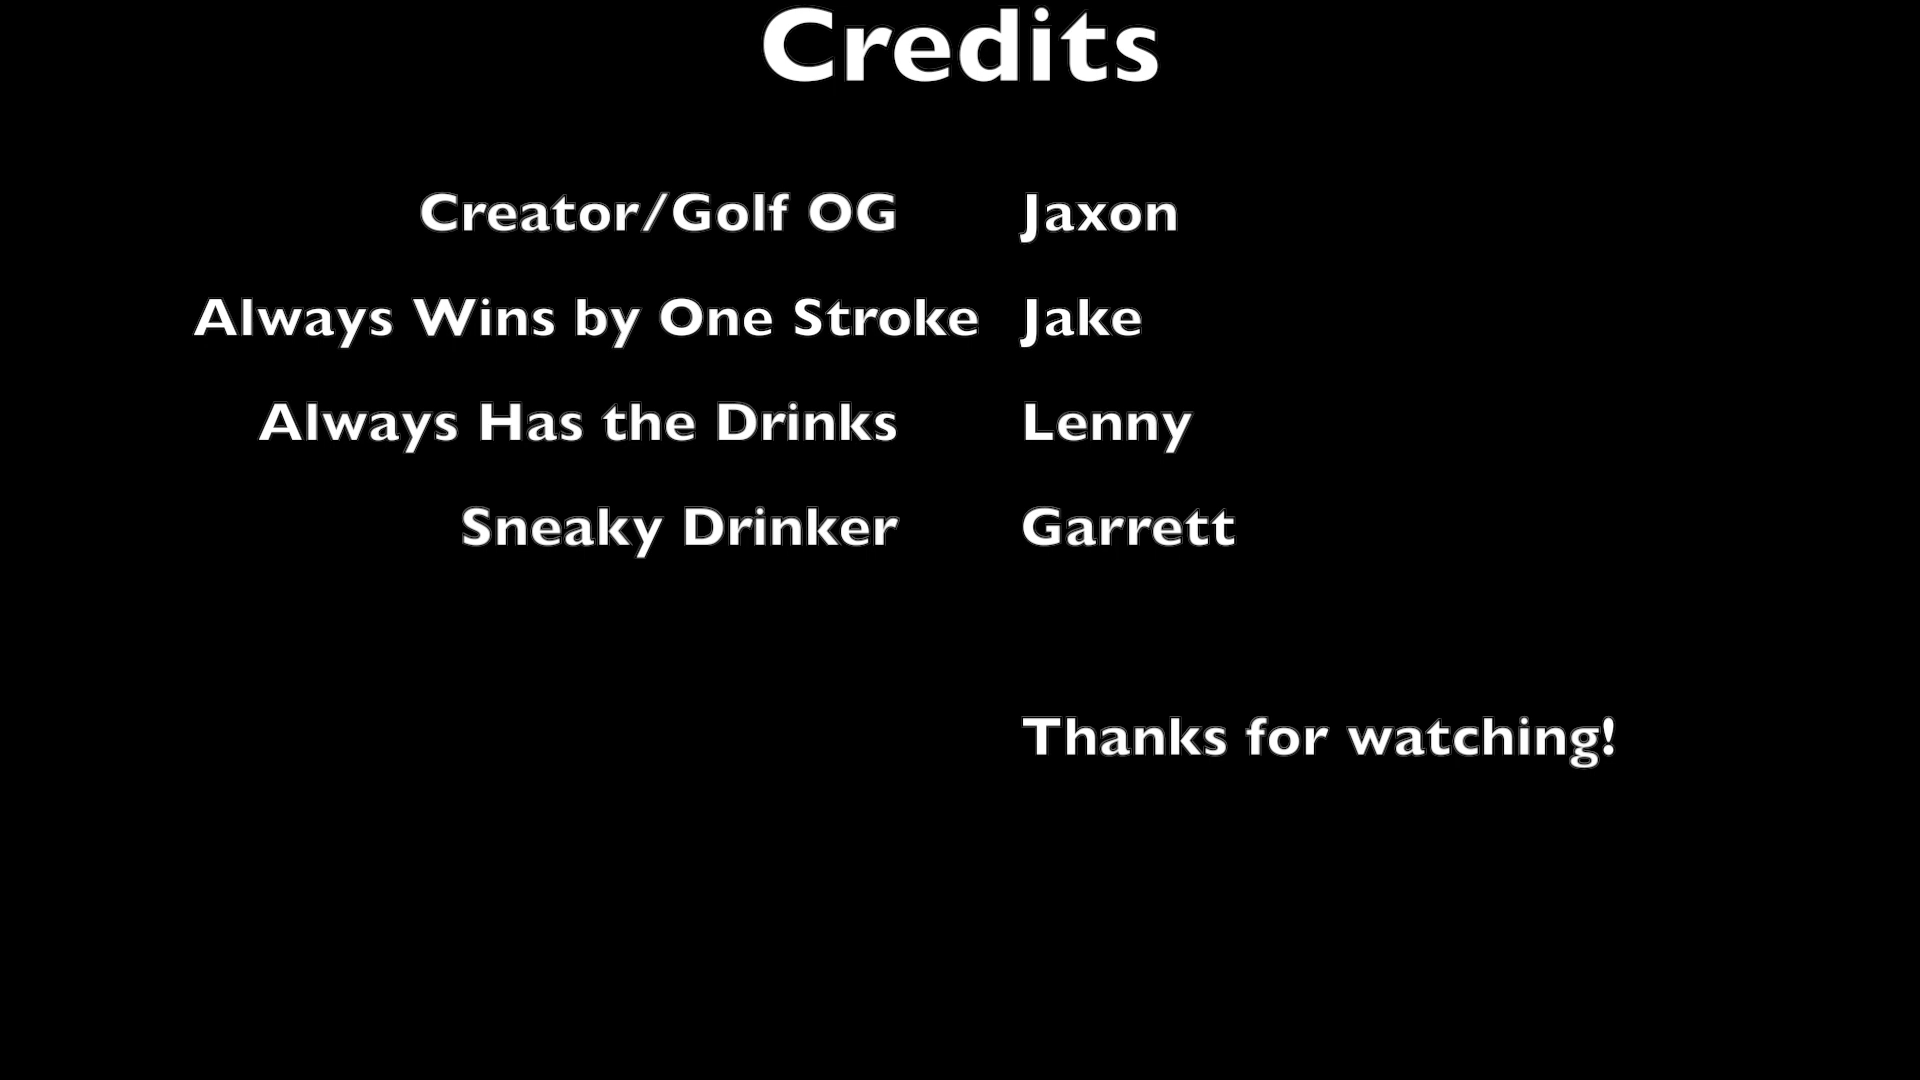 Credits
Creator/Golf OG Jaxon
Always Wins by One Stroke Jake
Always Has the Drinks Lenny
Sneaky Drinker Garrett
Thanks for watching!